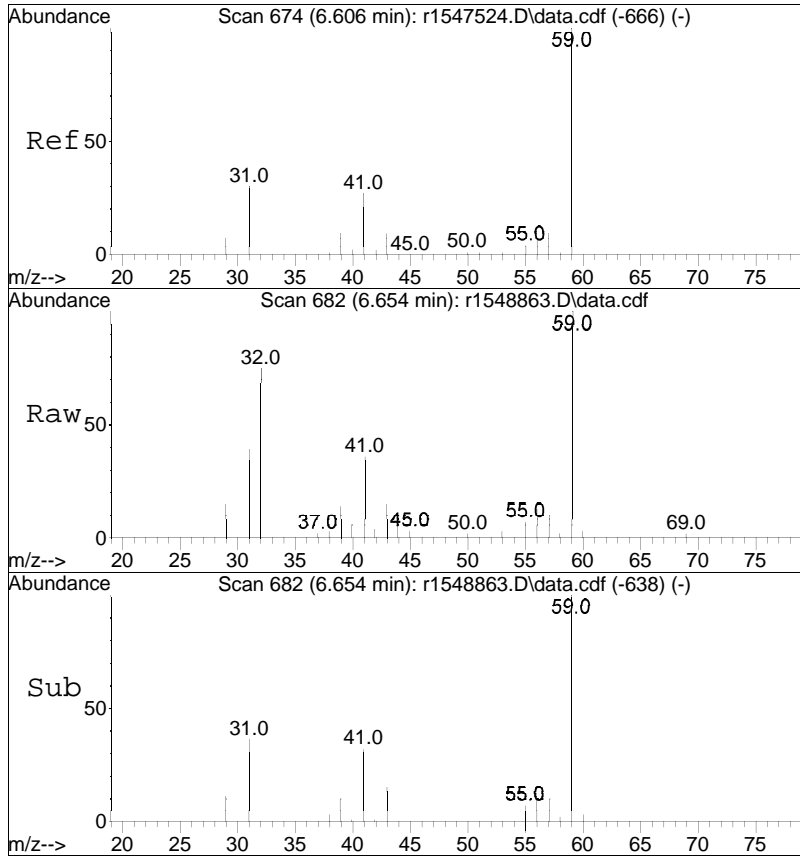 Abundance Scan 674 (6.606 min): r1547524.D\data.cdf (-666) (-)
59.0
Ref 50
31.0 41.0
45.0 50.0 55.0
0
m/z--> 20 25 30 35 40 45 50 55 60 65 70 75
Abundance Scan 682 (6.654 min): r1548863.D\data.cdf
59.0
32.0
Raw 50
41.0
37.0 45.0 50.0 55.0 69.0
0
m/z--> 20 25 30 35 40 45 50 55 60 65 70 75
Abundance Scan 682 (6.654 min): r1548863.D\data.cdf (-638) (-)
59.0
Sub 50
31.0 41.0
55.0
0
m/z--> 20 25 30 35 40 45 50 55 60 65 70 75